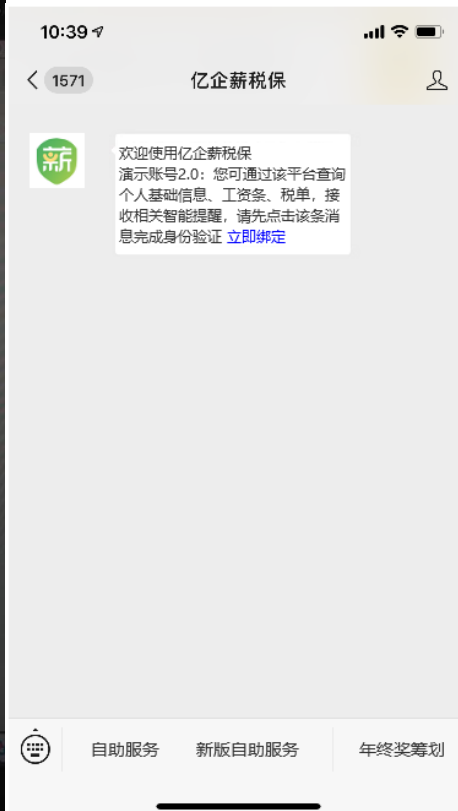 10:39
1571
亿企薪税保
薪
欢迎使用亿企薪税保
演示账号2.0：您可通过该平台查询
个人基础信息、工资条、税单，接
收相关智能提醒，请先点击该条消
息完成身份验证 立即绑定
自助服务
新版自助服务
年终奖筹划